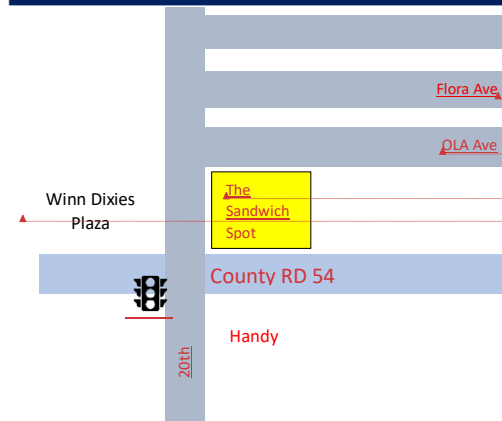 Flora Ave
OLA Ave
Winn Dixies
Plaza
The
Sandwich
Spot
County RD 54
Handy
20th